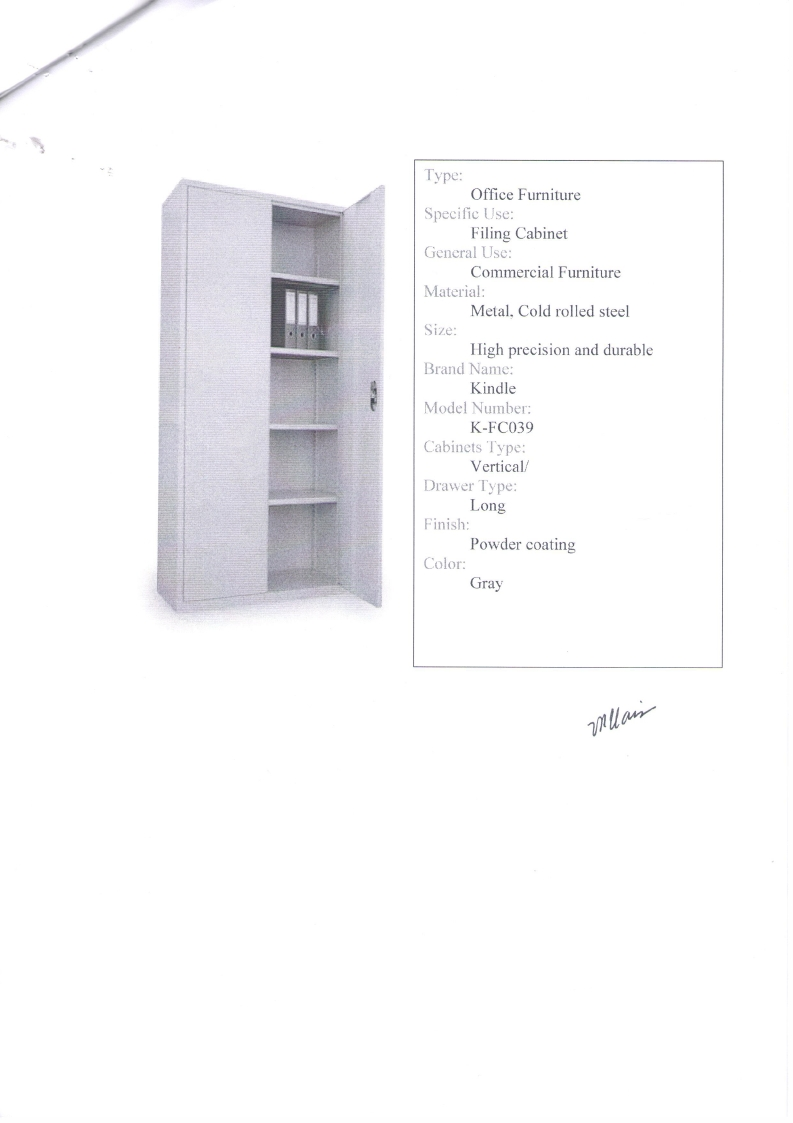 Type:
Office Furniture
Specific Use:
Filing Cabinet
General Use:
Commercial Furniture
Material:
Metal, Cold rolled steel
Size:
High precision and durable
Brand Name:
Kindle
Model Number:
K-FC039
Cabinets Type:
Vertical/
Drawer Type:
Long
Finish:
Powder coating
Color:
Gray